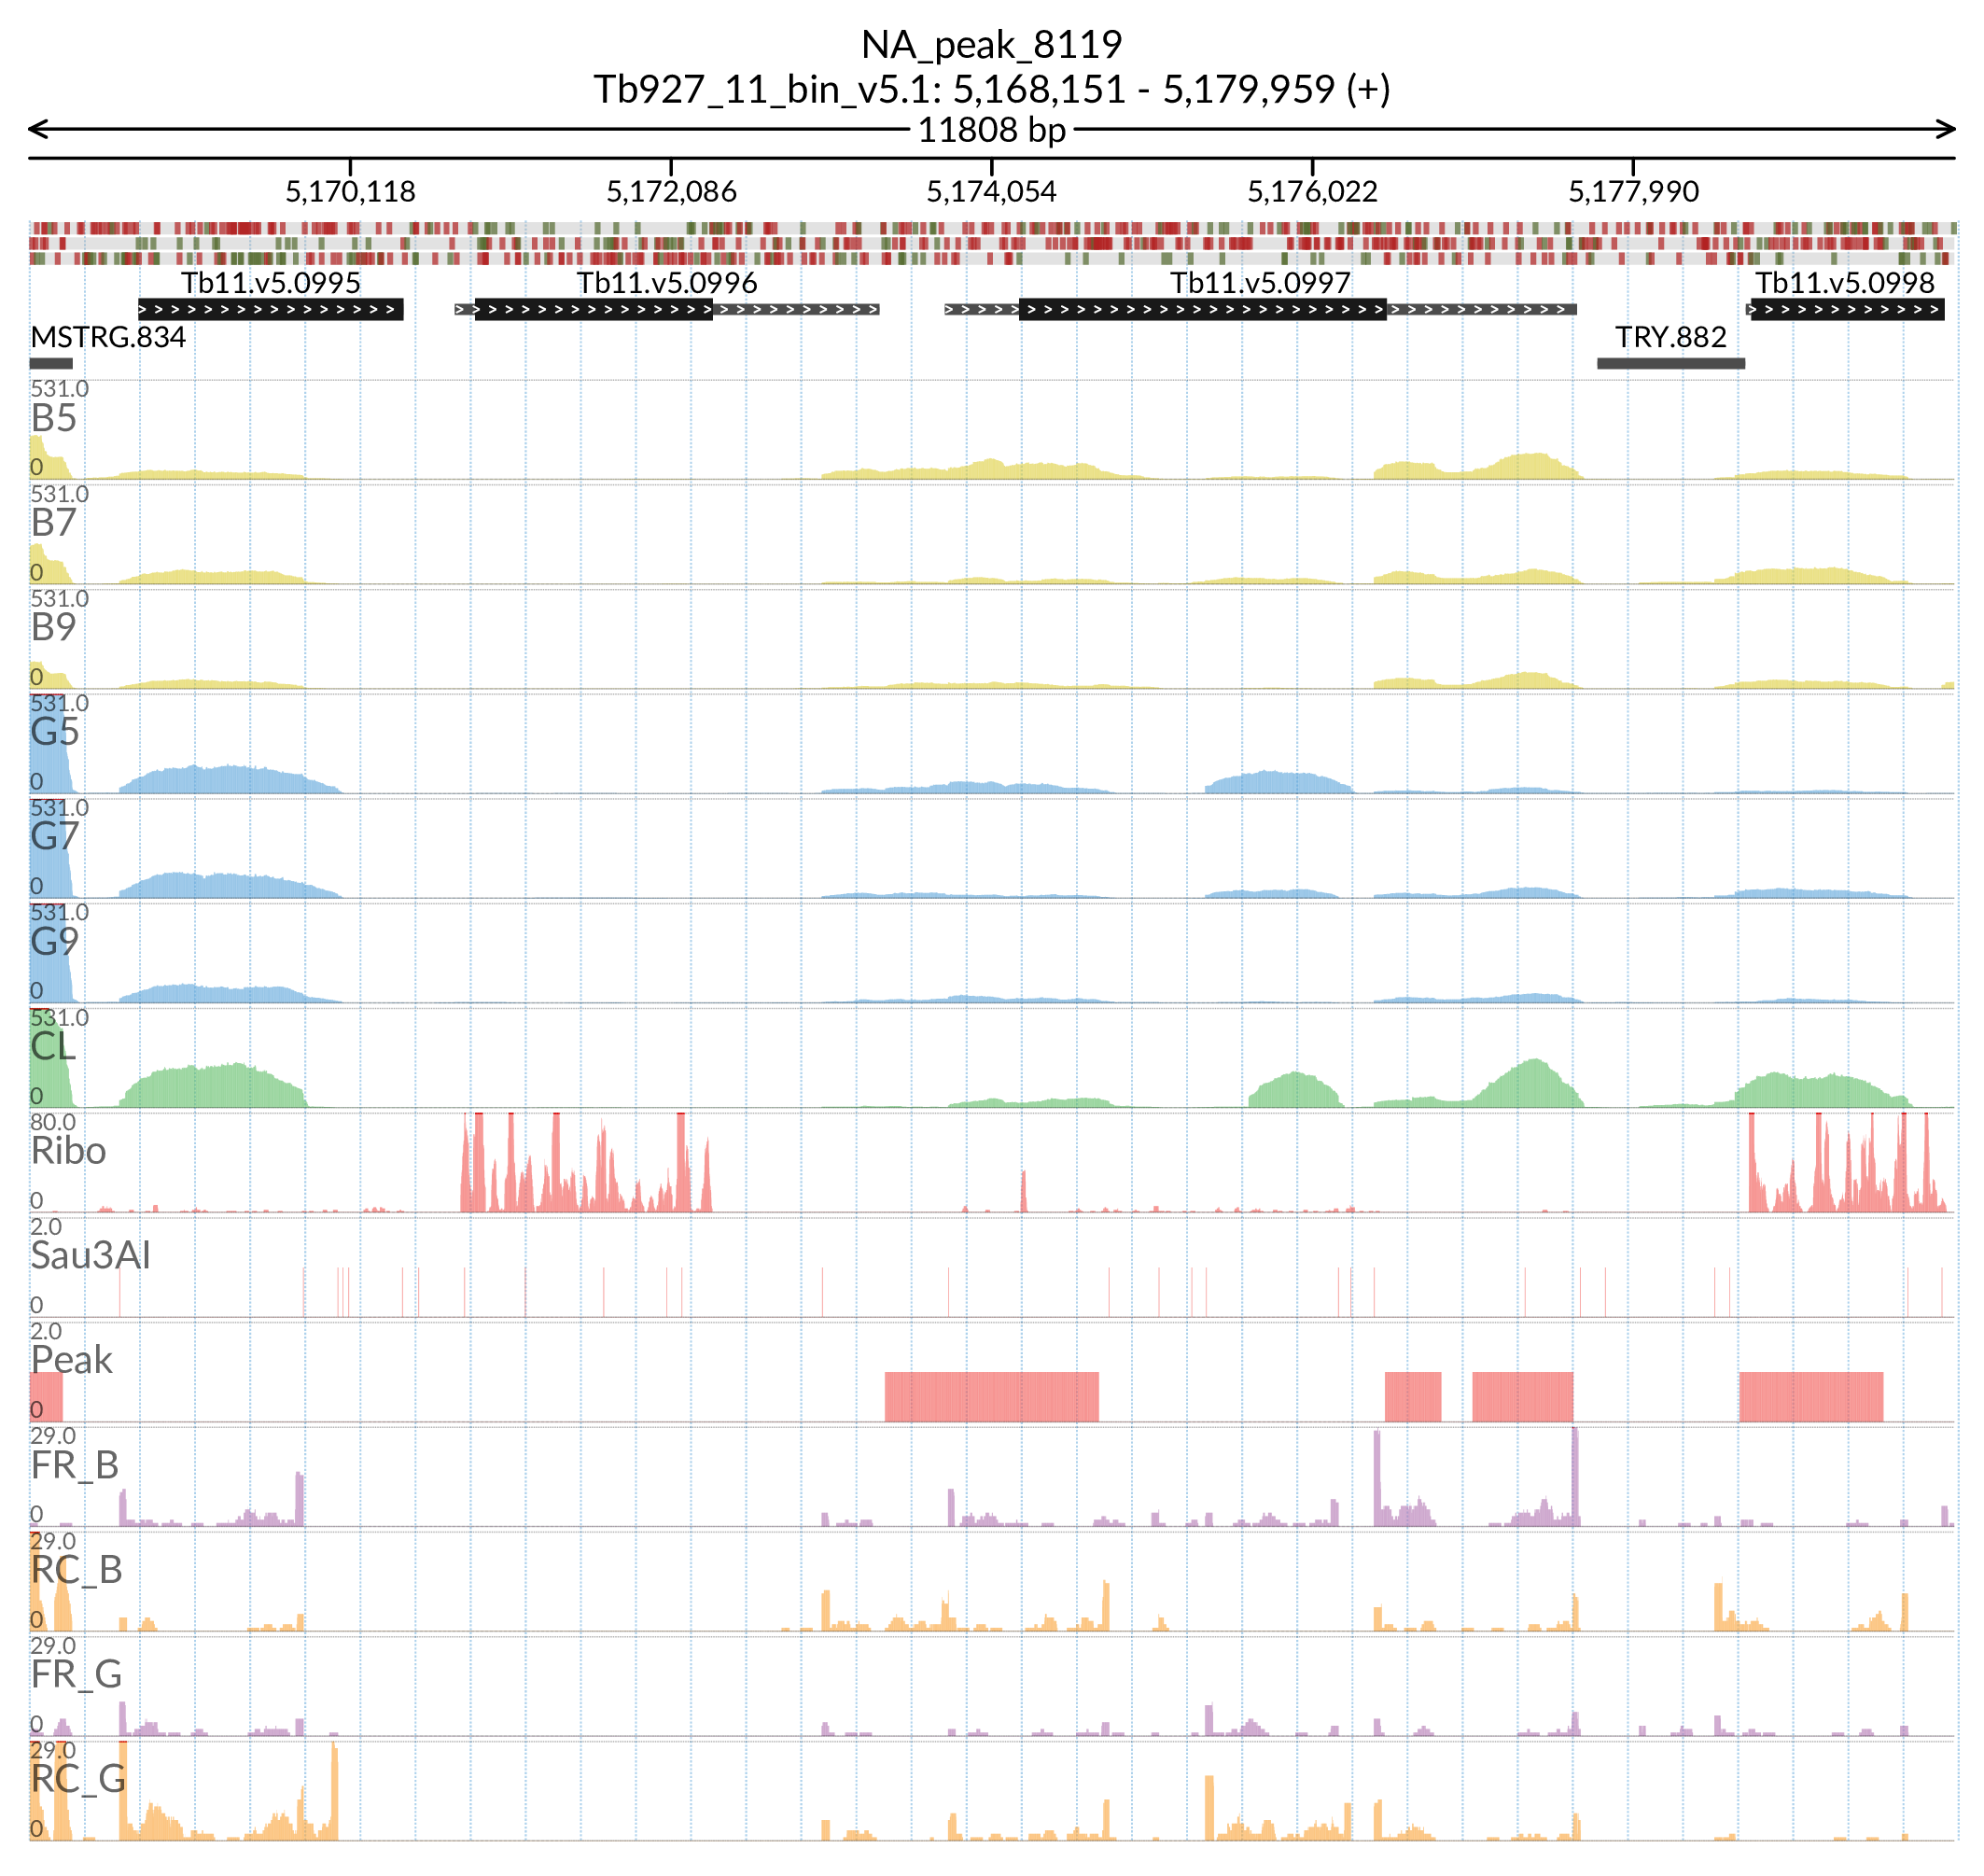 NA_peak_8119
Tb927_11_bin_v5.1: 5,168,151 - 5,179,959 (+)
11808 bp
5,170,118 5,172,086 5,174,054 5,176,022 5,177,990
Tb11.v5.0995 Tb11.v5.0996 Tb11.v5.0997 Tb11.v5.0998
MSTRG.834 TRY.882
531.0
B5
0
531.0
B7
0
531.0
B9
0
531.0
G5
0
531.0
G7
0
531.0
G9
0
531.0
CL
0
80.0
Ribo
0
2.0
Sau3AI
0
2.0
Peak
0
29.0
FR_B
0
29.0
RC_B
0
29.0
FR_G
0
29.0
RC_G
0